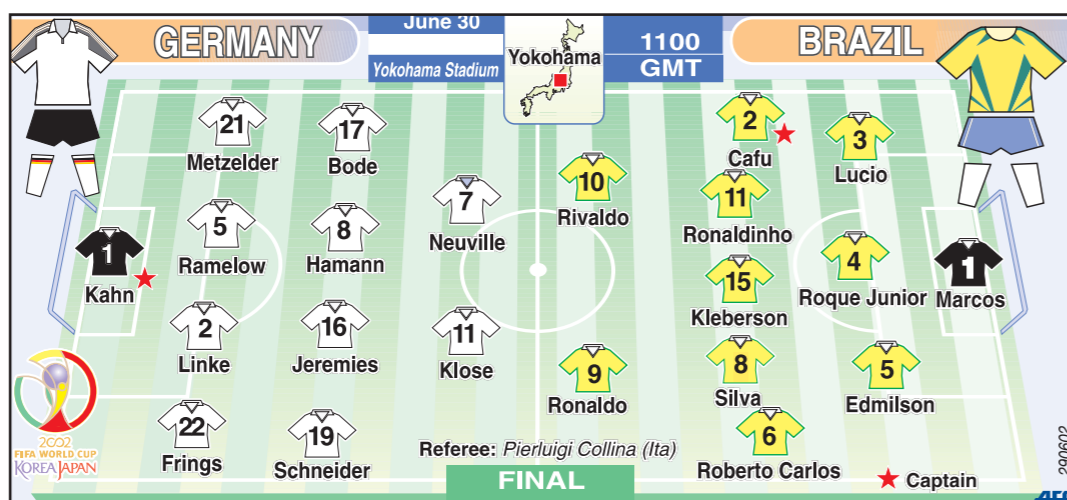 GERMANY
June 30
Yokohama Stadium
Yokohama
1100
GMT
BRAZIL
21
Metzelder
17
Bode
5
Ramelow
8
Hamann
7
Neuville
1
Kahn
2
Linke
16
Jeremies
11
Klose
22
Frings
19
Schneider
10
Rivaldo
9
Ronaldo
2
Cafu
11
Ronaldinho
15
Kleberson
8
Silva
6
Roberto Carlos
3
Lucio
4
Roque Junior
5
Edmilson
1
Marcos
2002
FIFA WORLD CUP
KOREAJAPAN
Referee: Pierluigi Collina (Ita)
FINAL
Captain
290602